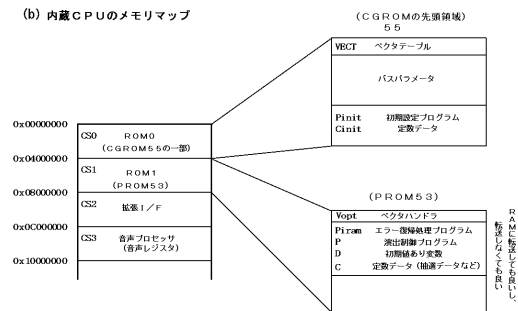 (b) 内蔵CPUのメモリマップ
(CGROMの先頭領域)
55
VECT ベクタテーブル
バスパラメータ
Pinit 初期設定プログラム
Cinit 定数データ
0x00000000
CS0 ROM0
(CGROM55の一部)
0x04000000
CS1 ROM1
(PROM53)
0x08000000
CS2 拡張I/F
0x0C000000
CS3 音声プロセッサ
(音声レジスタ)
0x10000000
(PROM53)
Vopt ベクタハンドラ
Piram エラー復帰処理プログラム
P 演出制御プログラム
D 初期値あり変数
C 定数データ(抽選データなど)
RAMに転送しても良いし、
転送しなくても良い